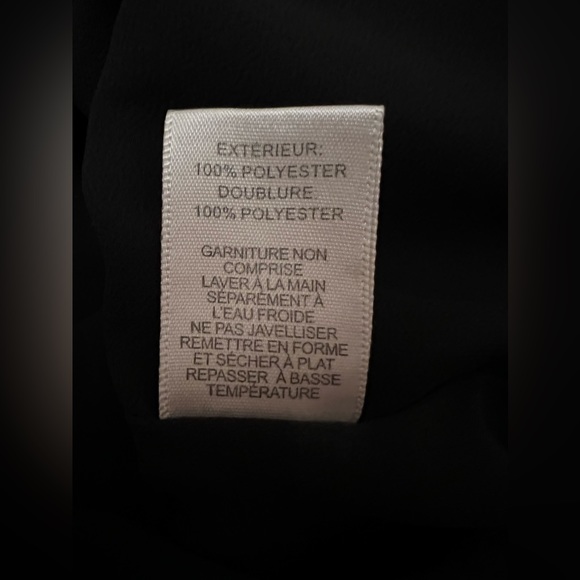 EXTÉRIEUR:
100% POLYESTER
DOUBLURE
100% POLYESTER
GARNITURE NON
COMPRISE
LAVER À LA MAIN
SÉPARÉMENT À
L'EAU FROIDE
NE PAS JAVELLISER
REMETTRE EN FORME
ET SÉCHER À PLAT
REPASSER À BASSE
TEMPÉRATURE